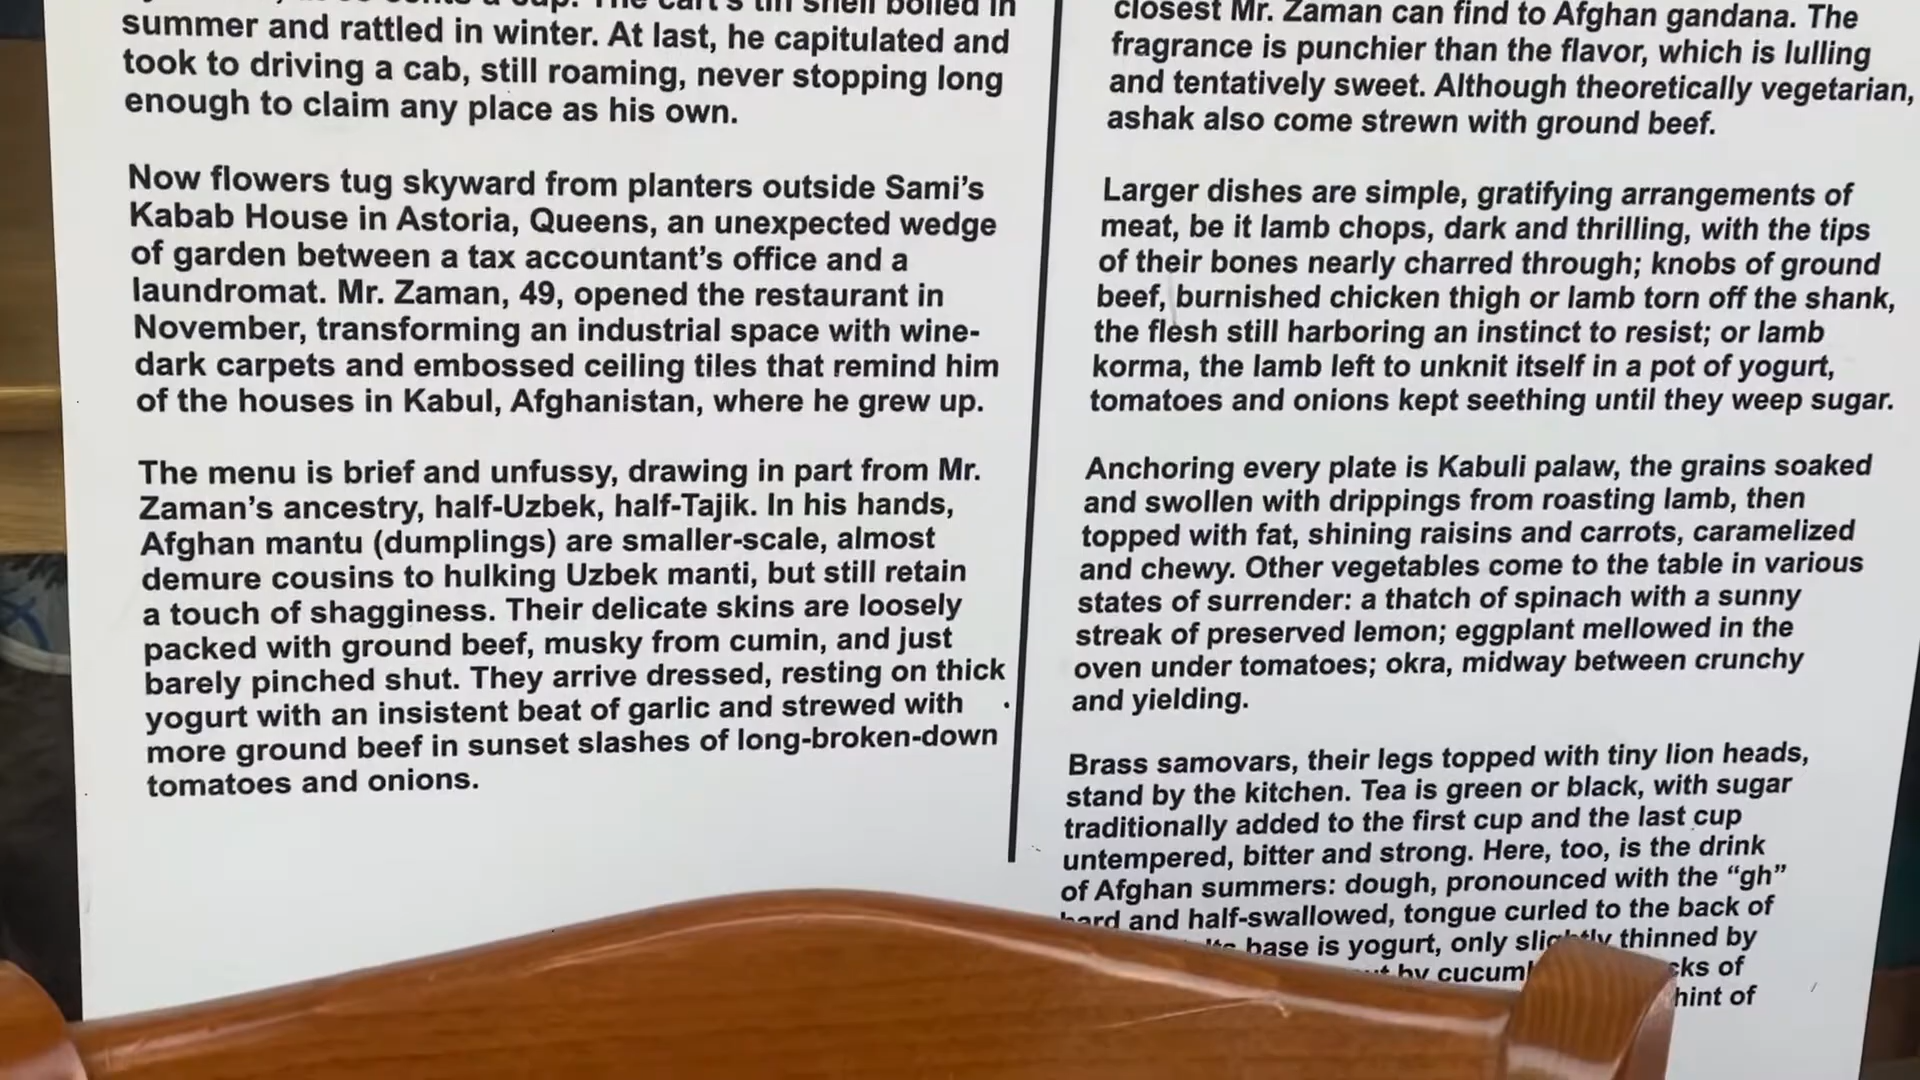 a cup. The cart's tin shell boiled in
summer and rattled in winter. At last, he capitulated and
took to driving a cab, still roaming, never stopping long
enough to claim any place as his own.
Now flowers tug skyward from planters outside Sami's
Kabab House in Astoria, Queens, an unexpected wedge
of garden between a tax accountant's office and a
laundromat. Mr. Zaman, 49, opened the restaurant in
November, transforming an industrial space with wine-
dark carpets and embossed ceiling tiles that remind him
of the houses in Kabul, Afghanistan, where he grew up.
The menu is brief and unfussy, drawing in part from Mr.
Zaman's ancestry, half-Uzbek, half-Tajik. In his hands,
Afghan mantu (dumplings) are smaller-scale, almost
demure cousins to hulking Uzbek manti, but still retain
a touch of shagginess. Their delicate skins are loosely
packed with ground beef, musky from cumin, and just
barely pinched shut. They arrive dressed, resting on thick
yogurt with an insistent beat of garlic and strewed with
more ground beef in sunset slashes of long-broken-down
tomatoes and onions.
closest Mr. Zaman can find to Afghan gandana. The
fragrance is punchier than the flavor, which is lulling
and tentatively sweet. Although theoretically vegetarian,
ashak also come strewn with ground beef.
Larger dishes are simple, gratifying arrangements of
meat, be it lamb chops, dark and thrilling, with the tips
of their bones nearly charred through; knobs of ground
beef, burnished chicken thigh or lamb torn off the shank,
the flesh still harboring an instinct to resist; or lamb
korma, the lamb left to unknit itself in a pot of yogurt,
tomatoes and onions kept seething until they weep sugar.
Anchoring every plate is Kabuli palaw, the grains soaked
and swollen with drippings from roasting lamb, then
topped with fat, shining raisins and carrots, caramelized
and chewy. Other vegetables come to the table in various
states of surrender: a thatch of spinach with a sunny
streak of preserved lemon; eggplant mellowed in the
oven under tomatoes; okra, midway between crunchy
and yielding.
Brass samovars, their legs topped with tiny lion heads,
stand by the kitchen. Tea is green or black, with sugar
traditionally added to the first cup and the last cup
untempered, bitter and strong. Here, too, is the drink
of Afghan summers: dough, pronounced with the “gh”
hard and half-swallowed, tongue curled to the back of
base is yogurt, only slightly thinned by
by
of
hint of